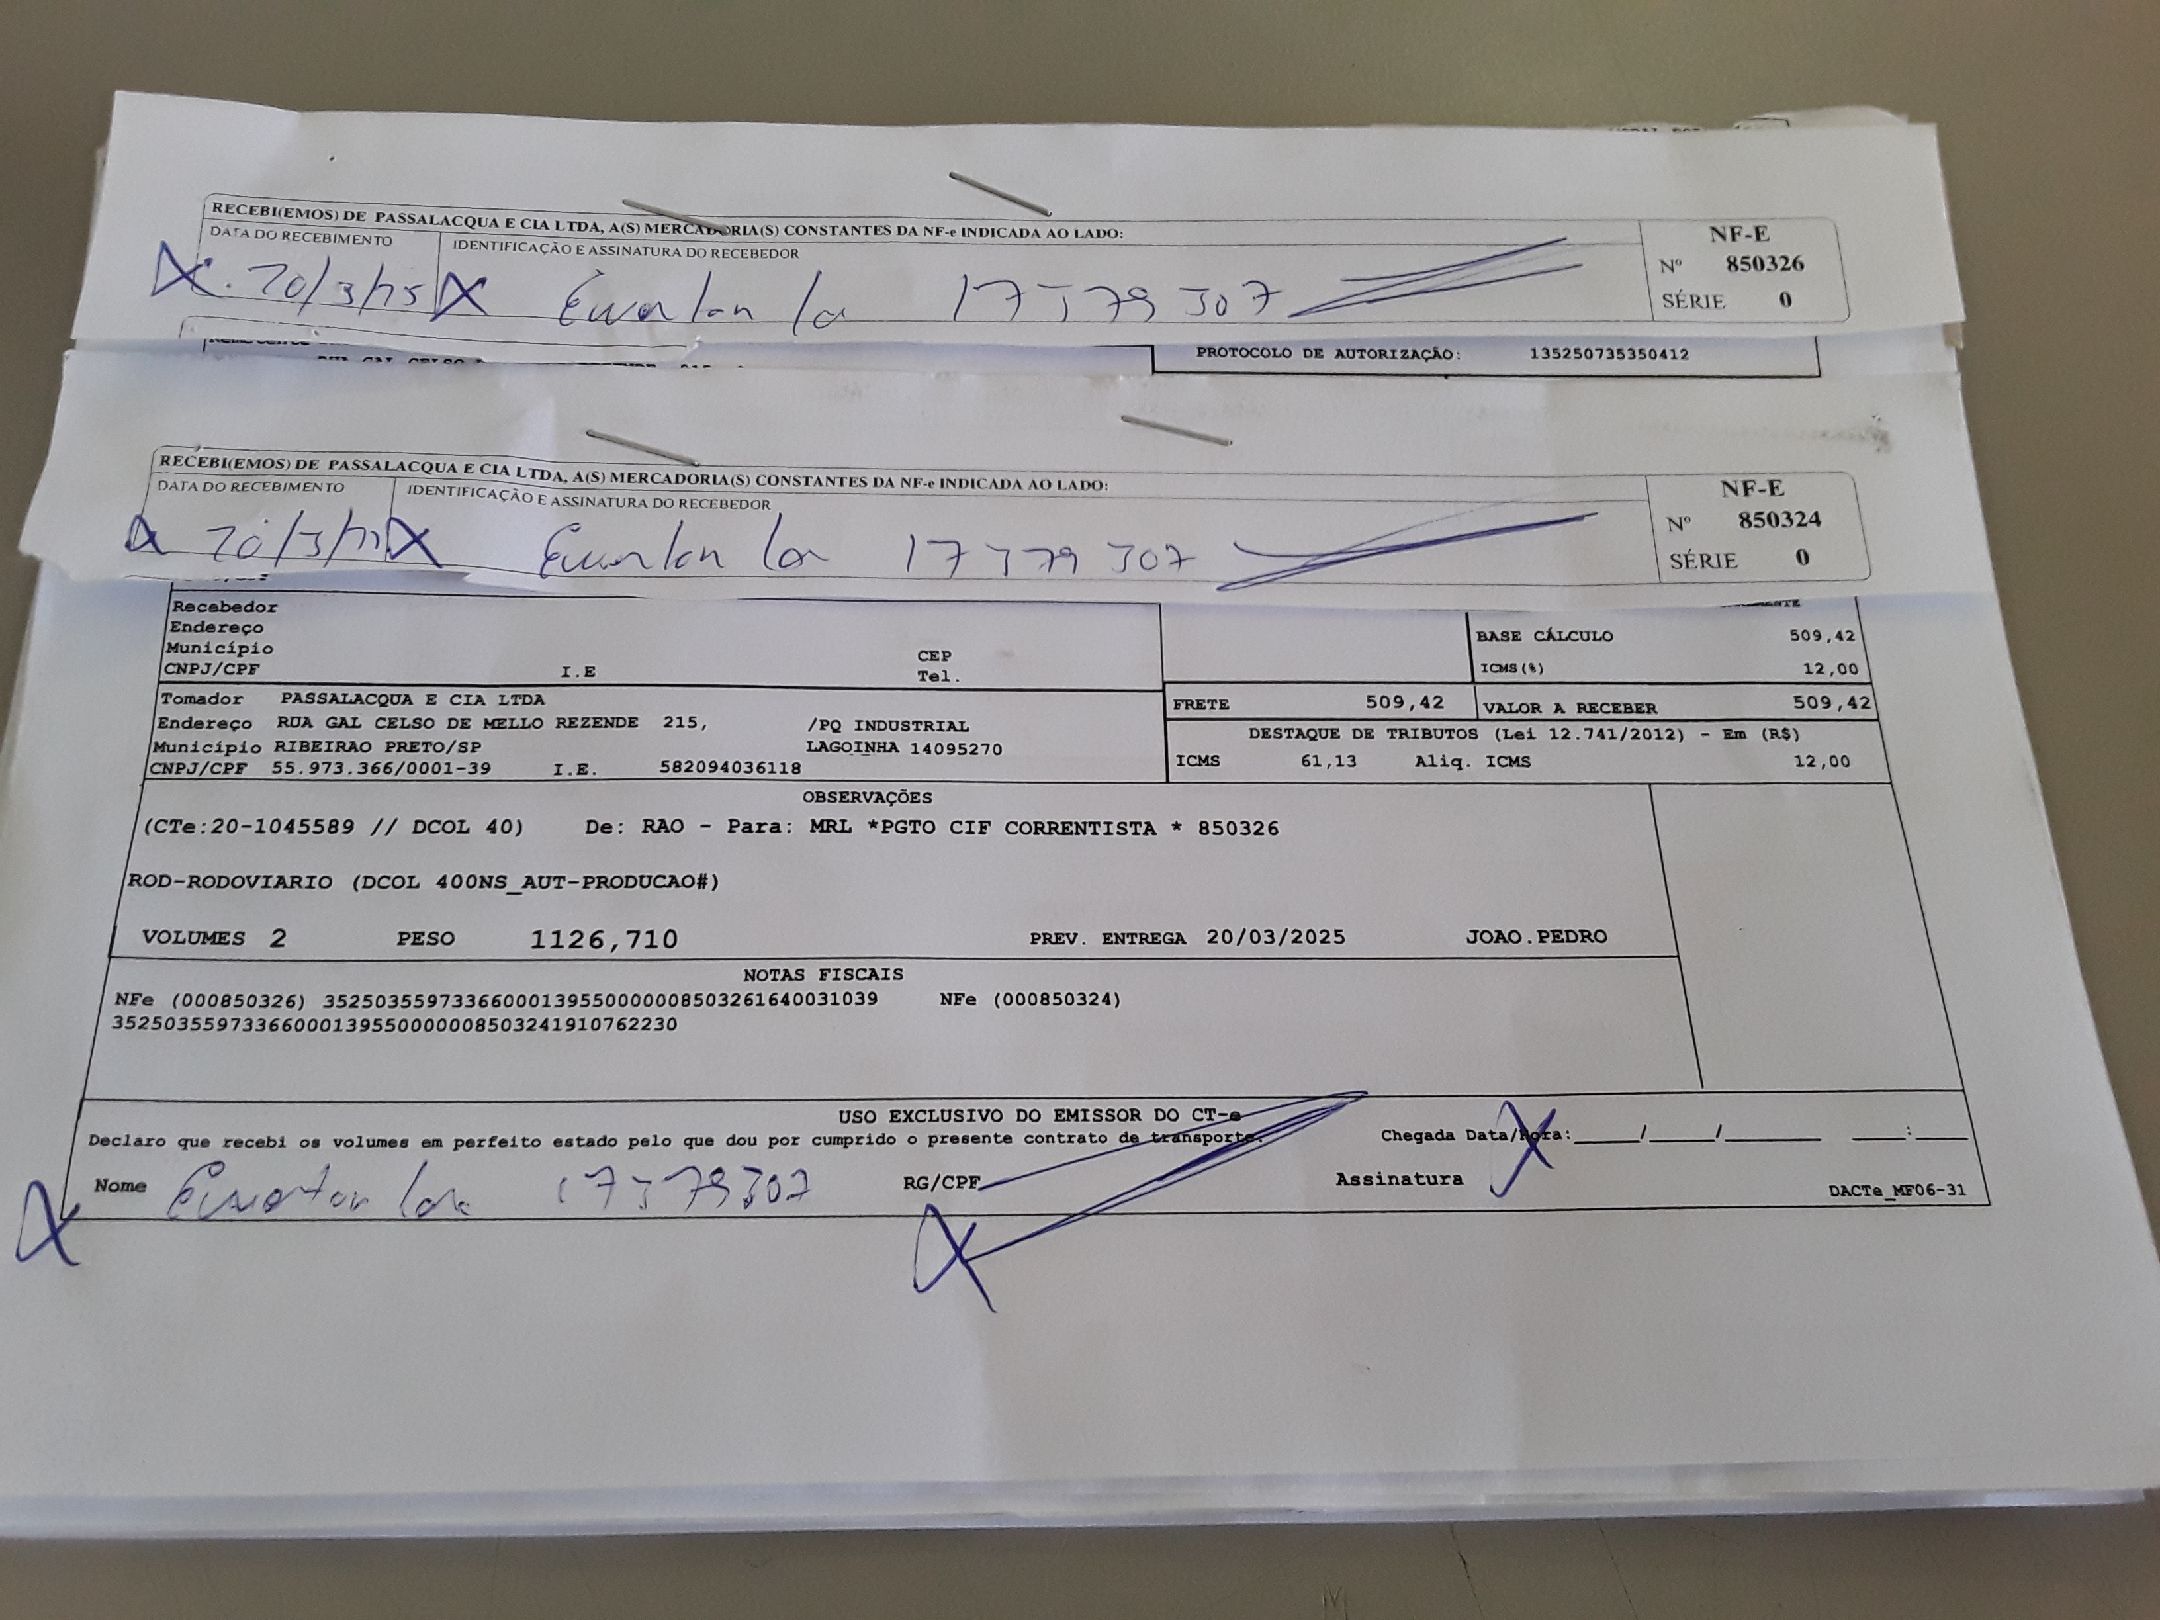 RECEBI(EMOS) DE PASSALACQUA E CIA LTDA, A(S) MERCADORIA(S) CONSTANTES DA NF-e INDICADA AO LADO:
DATA DO RECEBIMENTO IDENTIFICAÇÃO E ASSINATURA DO RECEBEDOR
NF-E
Nº 850326
SÉRIE 0
X 20/3/25 X 17379307
PROTOCOLO DE AUTORIZAÇÃO: 135250735350412
RECEBI(EMOS) DE PASSALACQUA E CIA LTDA, A(S) MERCADORIA(S) CONSTANTES DA NF-e INDICADA AO LADO:
DATA DO RECEBIMENTO IDENTIFICAÇÃO E ASSINATURA DO RECEBEDOR
NF-E
Nº 850324
SÉRIE 0
X X 17379307
Recebedor
Endereço
Município CEP
CNPJ/CPF I.E Tel.
BASE CÁLCULO 509,42
ICMS(%) 12,00
Tomador PASSALACQUA E CIA LTDA
Endereço RUA GAL CELSO DE MELLO REZENDE 215, /PQ INDUSTRIAL
Município RIBEIRAO PRETO/SP LAGOINHA 14095270
CNPJ/CPF 55.973.366/0001-39 I.E. 582094036118
FRETE 509,42 VALOR A RECEBER 509,42
DESTAQUE DE TRIBUTOS (Lei 12.741/2012) - Em (R$)
ICMS 61,13 Aliq. ICMS 12,00
OBSERVAÇÕES
(CTe:20-1045589 // DCOL 40) De: RAO - Para: MRL *PGTO CIF CORRENTISTA * 850326
ROD-RODOVIARIO (DCOL 400NS_AUT-PRODUCAO#)
VOLUMES 2 PESO 1126,710 PREV. ENTREGA 20/03/2025 JOAO.PEDRO
NOTAS FISCAIS
NFe (000850326) 35250355973366000139550000008503261640031039 NFe (000850324)
35250355973366000139550000008503241910762230
USO EXCLUSIVO DO EMISSOR DO CT-e
Declaro que recebi os volumes em perfeito estado pelo que dou por cumprido o presente contrato de transporte. Chegada Data/Hora:_____/_____/________ ____:____
Nome Ewerton 17379307 RG/CPF Assinatura X
DACTe_MF06-31
X X